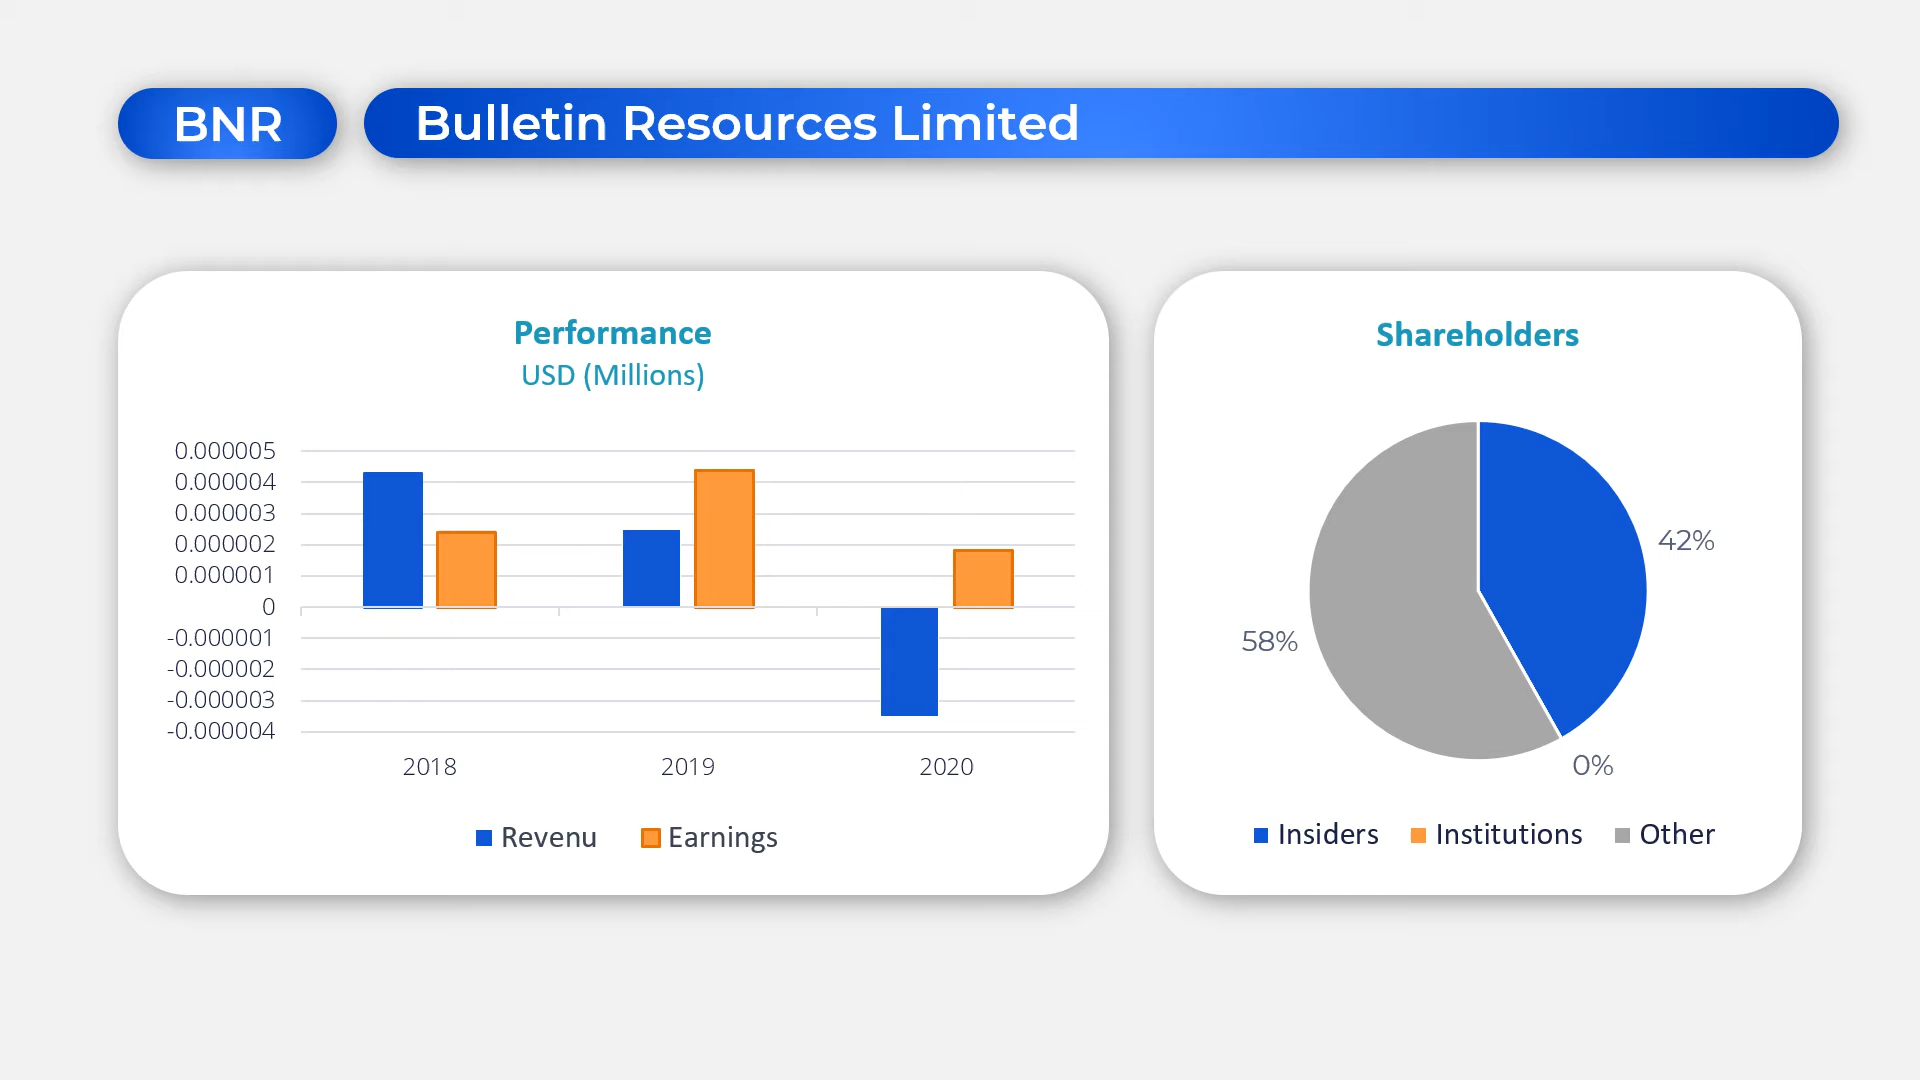 BNR
Bulletin Resources Limited
Performance
USD (Millions)
0.000005
0.000004
0.000003
0.000002
0.000001
0
-0.000001
-0.000002
-0.000003
-0.000004
2018 2019 2020
Revenu Earnings
Shareholders
42%
58%
0%
Insiders Institutions Other